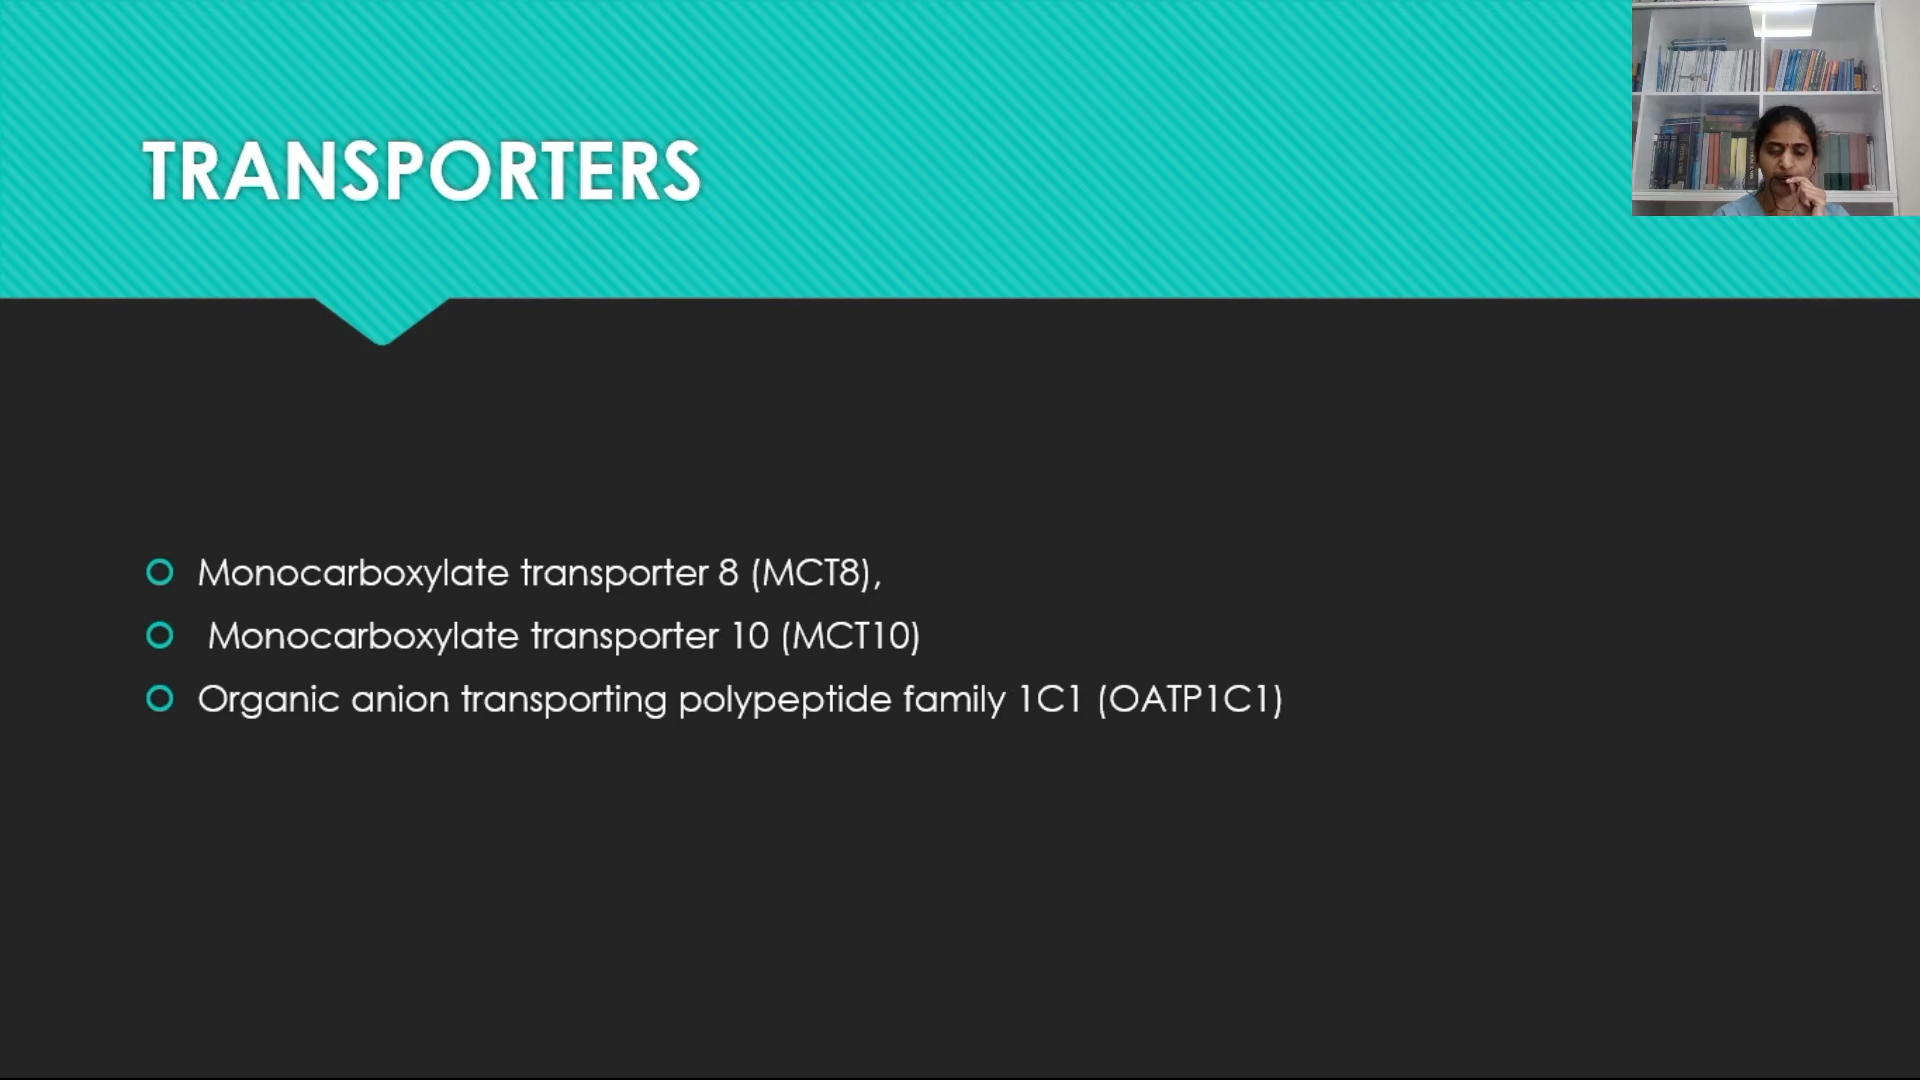 TRANSPORTERS
Monocarboxylate transporter 8 (MCT8),
Monocarboxylate transporter 10 (MCT10)
Organic anion transporting polypeptide family 1C1 (OATP1C1)